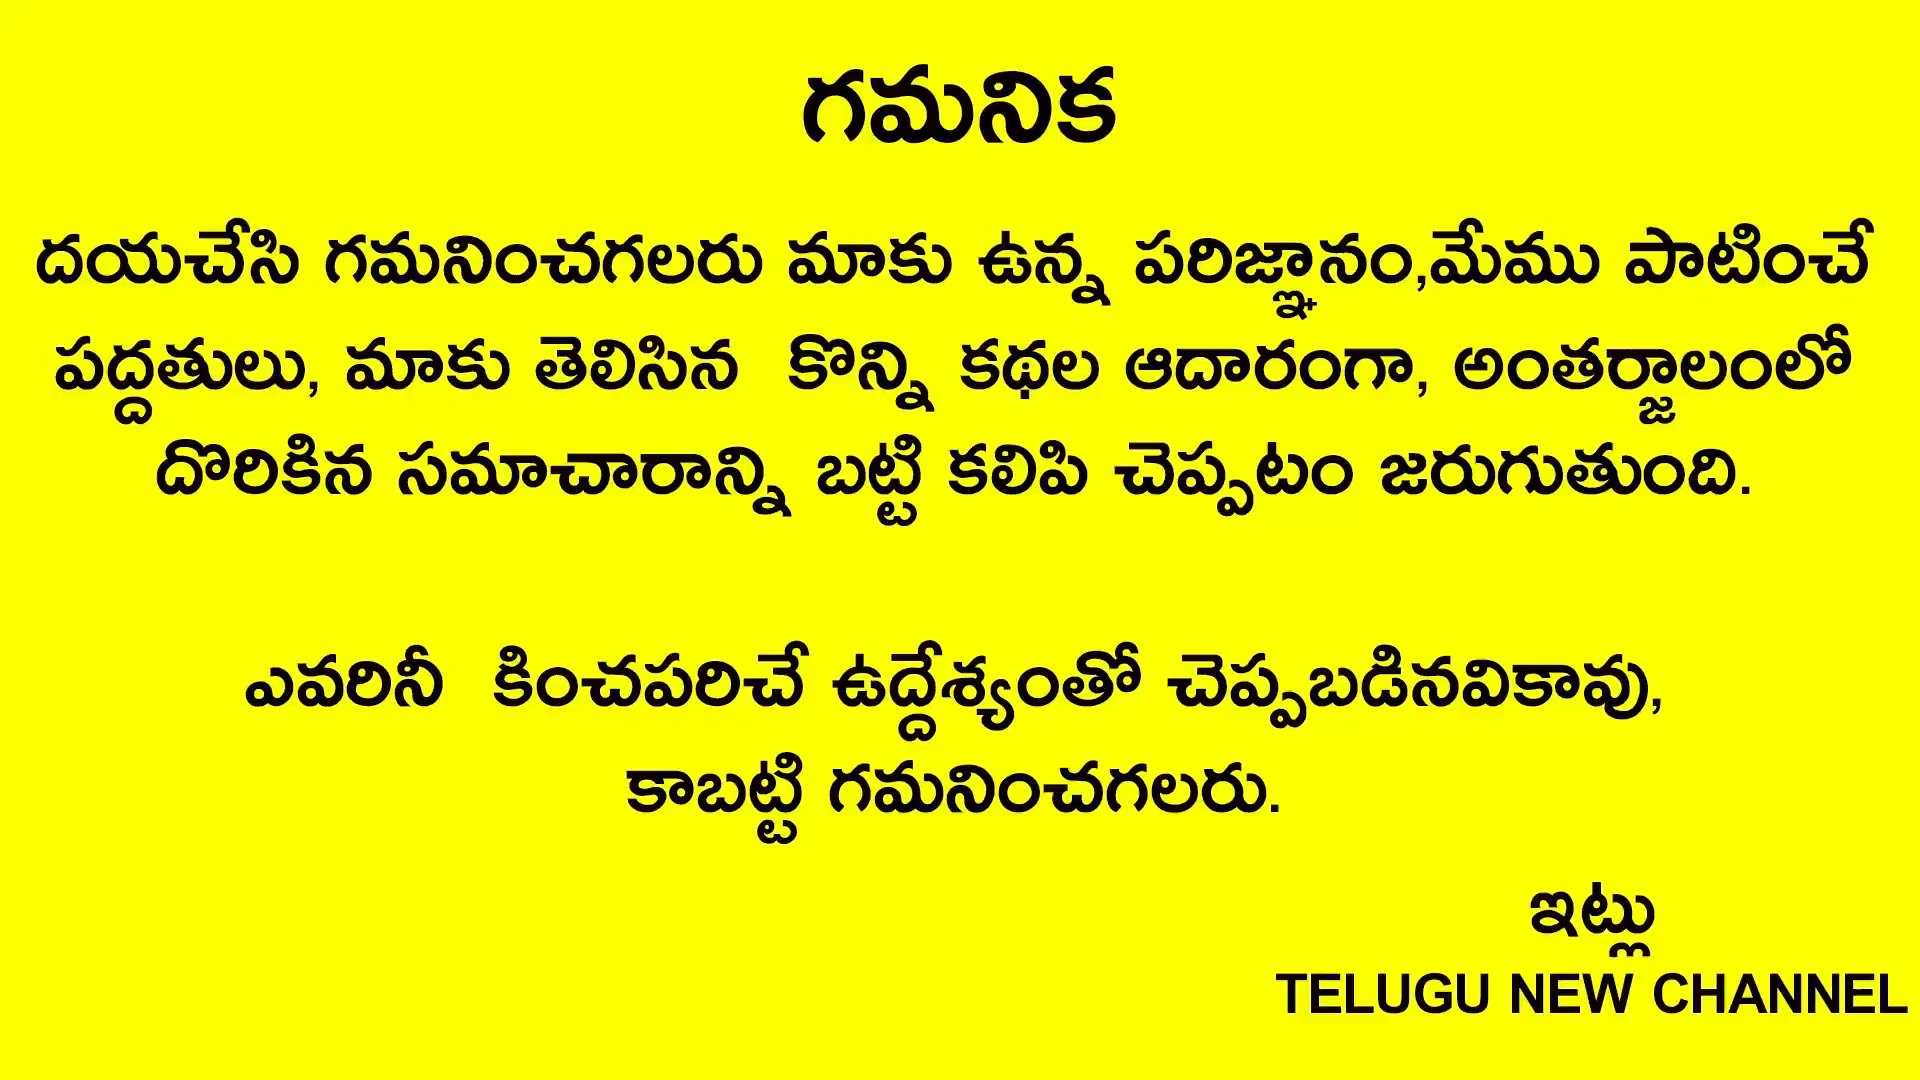 గమనిక
దయచేసి గమనించగలరు మాకు ఉన్న పరిజ్ఞానం,మేము పాటించే
పద్దతులు, మాకు తెలిసిన కొన్ని కథల ఆదారంగా, అంతర్జాలంలో
దొరికిన సమాచారాన్ని బట్టి కలిపి చెప్పటం జరుగుతుంది.
ఎవరినీ కించపరిచే ఉద్దేశ్యంతో చెప్పబడినవికావు,
కాబట్టి గమనించగలరు.
ఇట్లు
TELUGU NEW CHANNEL